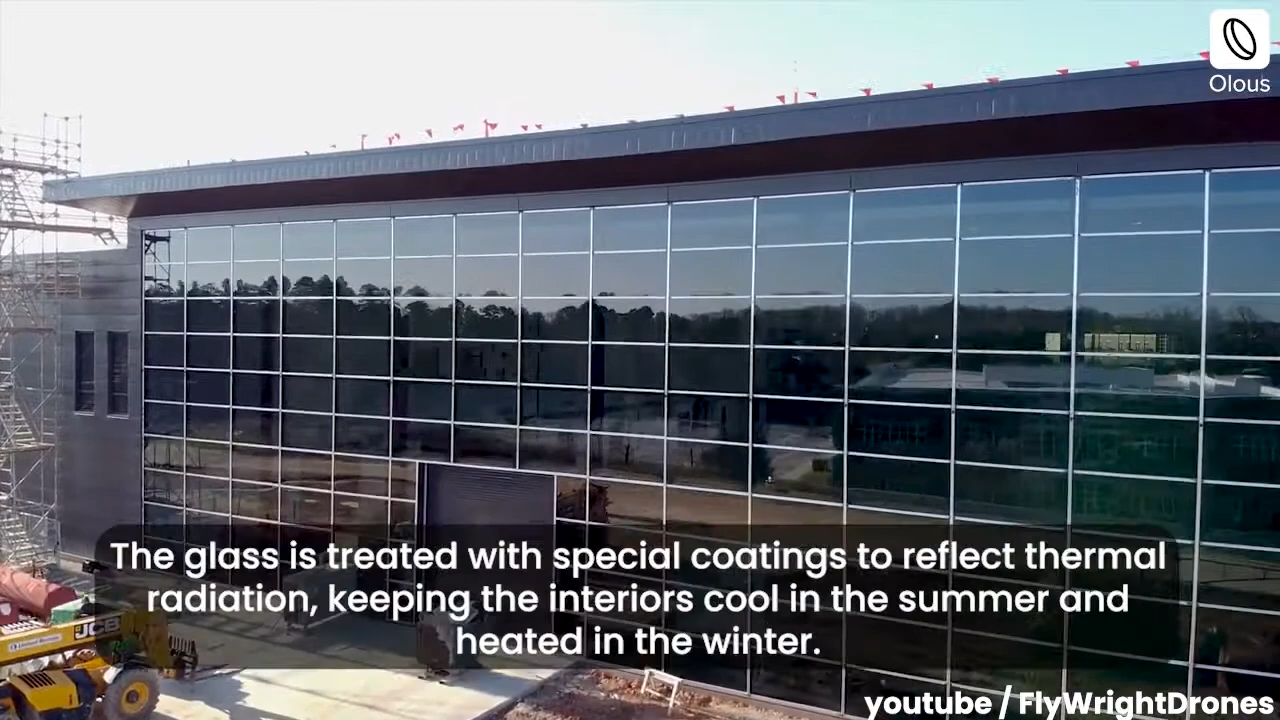 Olous
The glass is treated with special coatings to reflect thermal
radiation, keeping the interiors cool in the summer and
heated in the winter.
JCB
youtube / FlyWrightDrones